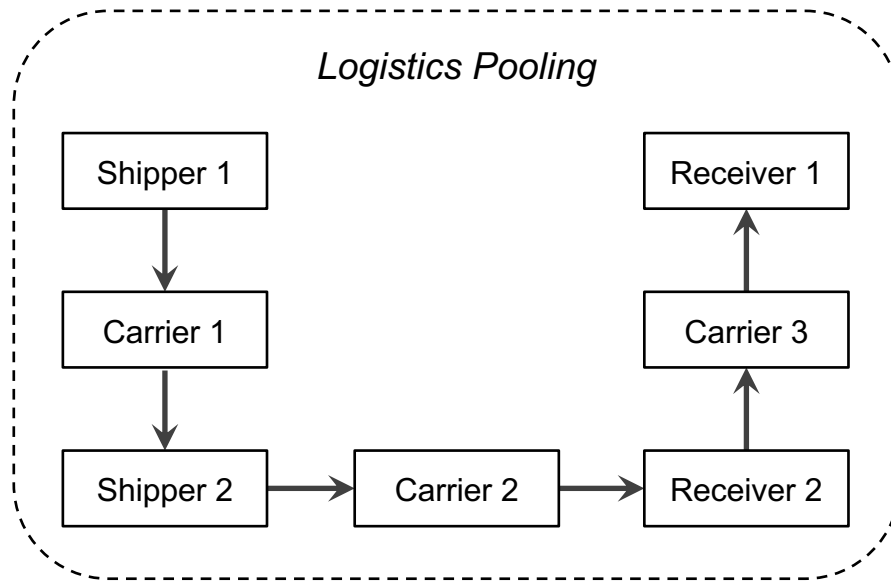 Logistics Pooling
Shipper 1
Receiver 1
Carrier 1
Carrier 3
Shipper 2
Carrier 2
Receiver 2